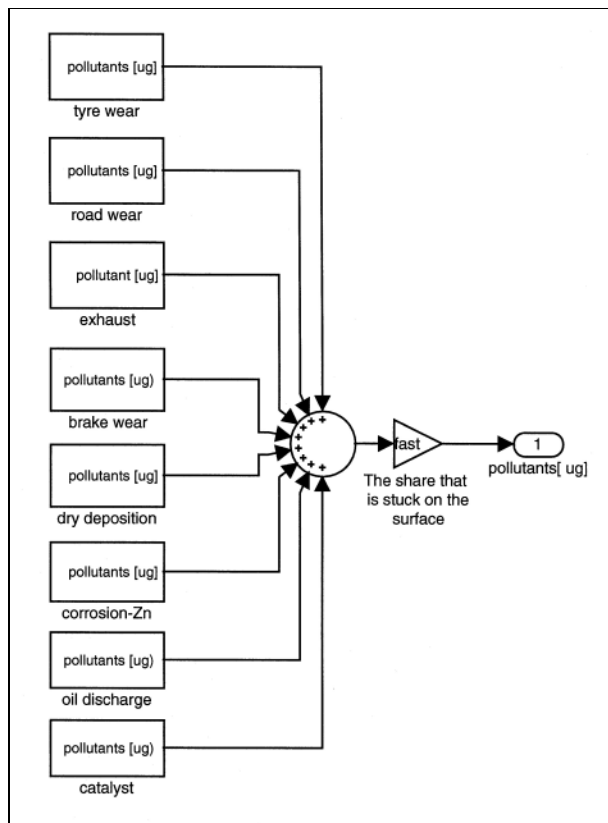 pollutants [ug]
tyre wear
pollutants [ug]
road wear
pollutant [ug]
exhaust
pollutants [ug)
brake wear
pollutants [ug]
dry deposition
pollutants [ug]
corrosion-Zn
pollutants [ug)
oil discharge
pollutants [ug)
catalyst
+ + + + + + + +
fast
The share that
is stuck on the
surface
1
pollutants[ ug]